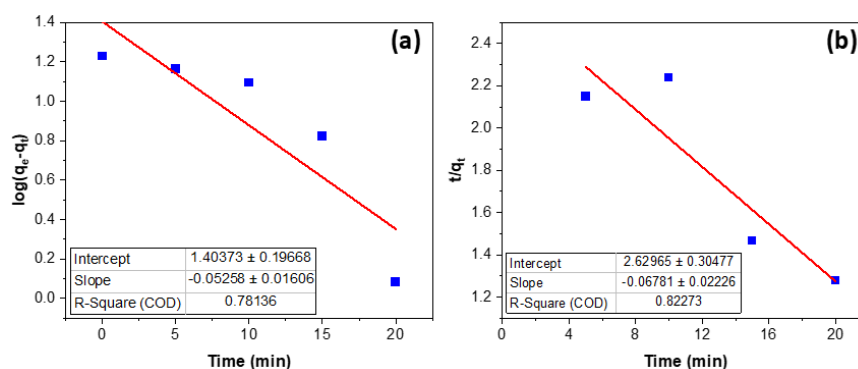 (a)
1.4
1.2
1.0
0.8
0.6
0.4
0.2
0.0
log(qe-qt)
Intercept 1.40373 ± 0.19668
Slope -0.05258 ± 0.01606
R-Square (COD) 0.78136
0 5 10 15 20
Time (min)
(b)
2.4
2.2
2.0
1.8
1.6
1.4
1.2
t/qt
Intercept 2.62965 ± 0.30477
Slope -0.06781 ± 0.02226
R-Square (COD) 0.82273
0 4 8 12 16 20
Time (min)